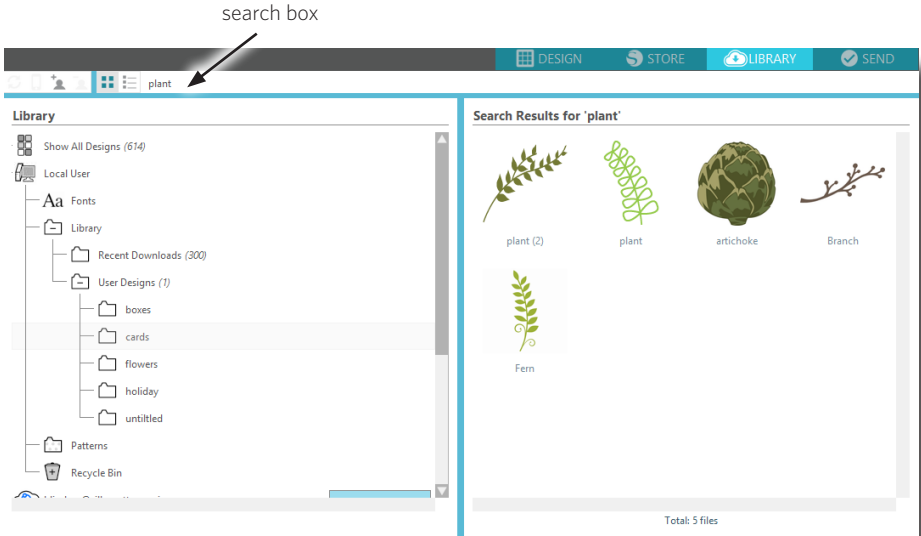 search box
DESIGN STORE LIBRARY SEND
plant
Library
Show All Designs (614)
Local User
Aa Fonts
Library
Recent Downloads (300)
User Designs (1)
boxes
cards
flowers
holiday
untiltled
Patterns
Recycle Bin
Search Results for 'plant'
plant (2) plant artichoke Branch
Fern
Total: 5 files